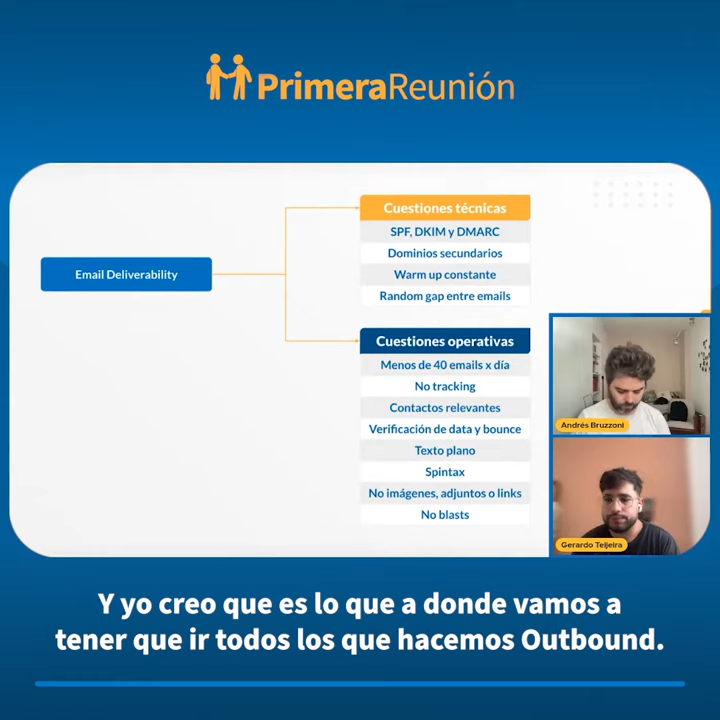 PrimeraReunión
Email Deliverability
Cuestiones técnicas
SPF, DKIM y DMARC
Dominios secundarios
Warm up constante
Random gap entre emails
Cuestiones operativas
Menos de 40 emails x día
No tracking
Contactos relevantes
Verificación de data y bounce
Texto plano
Spintax
No imágenes, adjuntos o links
No blasts
Andrés Bruzzoni
Gerardo Teijeira
Y yo creo que es lo que a donde vamos a
tener que ir todos los que hacemos Outbound.